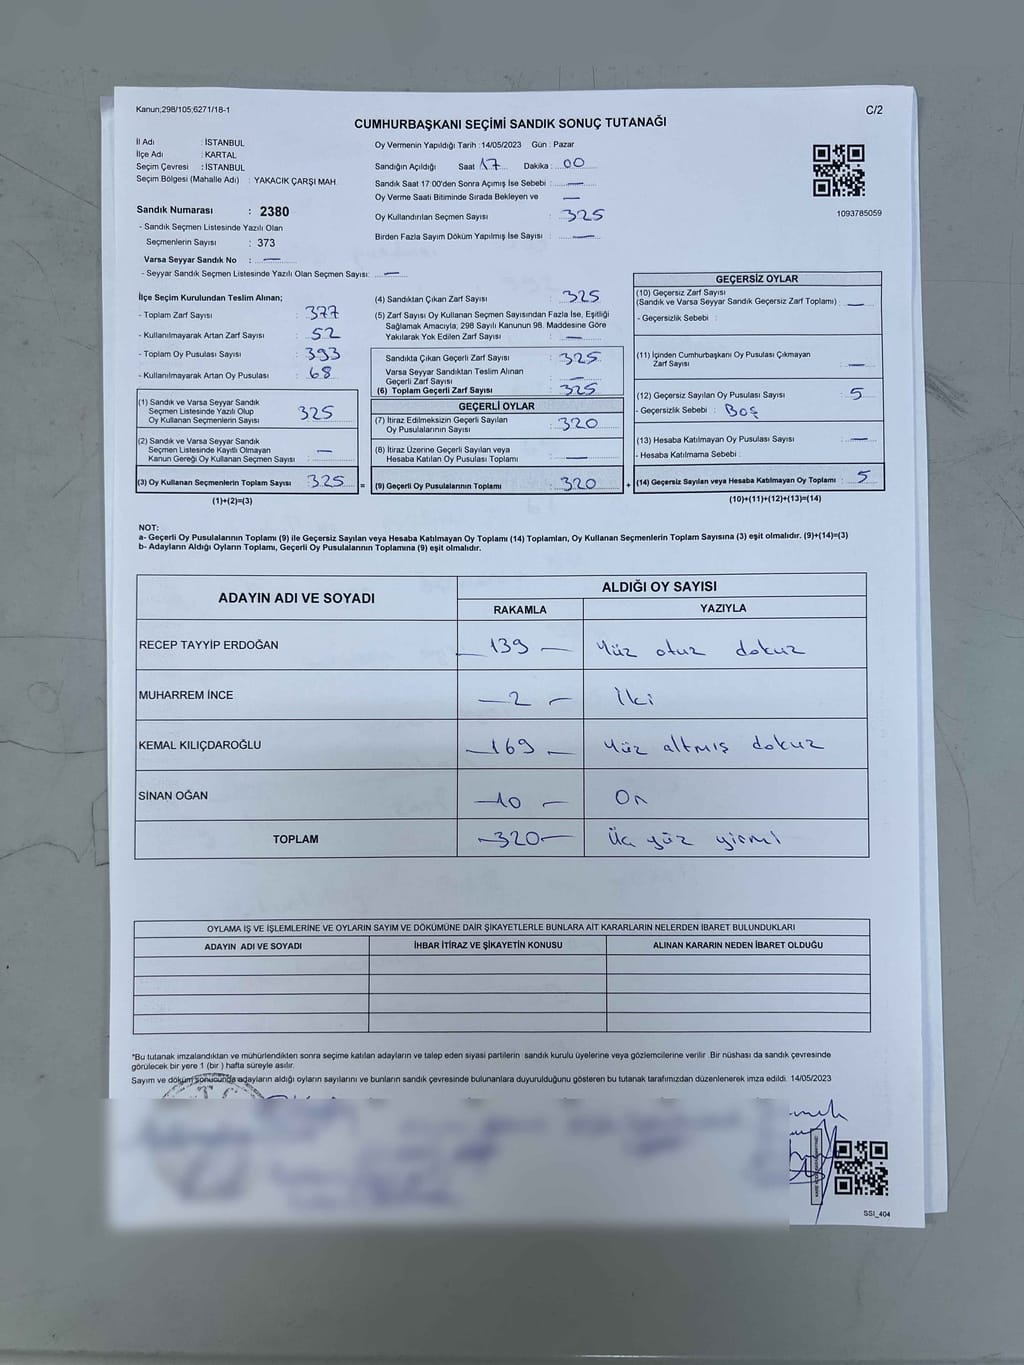 Kanun;298/105;6271/18-1
C/2
CUMHURBAŞKANI SEÇİMİ SANDIK SONUÇ TUTANAĞI
İl Adı : İSTANBUL
İlçe Adı : KARTAL
Seçim Çevresi : İSTANBUL
Seçim Bölgesi (Mahalle Adı) : YAKACIK ÇARŞI MAH.
Sandık Numarası : 2380
- Sandık Seçmen Listesinde Yazılı Olan
Seçmenlerin Sayısı : 373
Varsa Seyyar Sandık No : —
- Seyyar Sandık Seçmen Listesinde Yazılı Olan Seçmen Sayısı: —
Oy Vermenin Yapıldığı Tarih :14/05/2023 Gün : Pazar
Sandığın Açıldığı Saat 17 Dakika : 00
Sandık Saat 17:00'den Sonra Açımış İse Sebebi : —
Oy Verme Saati Bitiminde Sırada Bekleyen ve —
Oy Kullandırılan Seçmen Sayısı : 325
Birden Fazla Sayım Döküm Yapılmış İse Sayısı : —
1093785059
İlçe Seçim Kurulundan Teslim Alınan;
- Toplam Zarf Sayısı : 377
- Kullanılmayarak Artan Zarf Sayısı : 52
- Toplam Oy Pusulası Sayısı : 393
- Kullanılmayarak Artan Oy Pusulası : 68
(1) Sandık ve Varsa Seyyar Sandık
Seçmen Listesinde Yazılı Olup
Oy Kullanan Seçmenlerin Sayısı 325
(2) Sandık ve Varsa Seyyar Sandık
Seçmen Listesinde Kayıtlı Olmayan
Kanun Gereği Oy Kullanan Seçmen Sayısı : —
(3) Oy Kullanan Seçmenlerin Toplam Sayısı : 325 =
(1)+(2)=(3)
(4) Sandıktan Çıkan Zarf Sayısı : 325
(5) Zarf Sayısı Oy Kullanan Seçmen Sayısından Fazla İse, Eşitliği
Sağlamak Amacıyla; 298 Sayılı Kanunun 98. Maddesine Göre
Yakılarak Yok Edilen Zarf Sayısı : —
Sandıkta Çıkan Geçerli Zarf Sayısı : 325
Varsa Seyyar Sandıktan Teslim Alınan
Geçerli Zarf Sayısı : —
(6) Toplam Geçerli Zarf Sayısı : 325
GEÇERLİ OYLAR
(7) İtiraz Edilmeksizin Geçerli Sayılan
Oy Pusulalarının Sayısı : 320
(8) İtiraz Üzerine Geçerli Sayılan veya
Hesaba Katılan Oy Pusulası Toplamı : —
(9) Geçerli Oy Pusulalarının Toplamı : 320 +
GEÇERSİZ OYLAR
(10) Geçersiz Zarf Sayısı
(Sandık ve Varsa Seyyar Sandık Geçersiz Zarf Toplamı) : —
- Geçersizlik Sebebi :
(11) İçinden Cumhurbaşkanı Oy Pusulası Çıkmayan
Zarf Sayısı : —
(12) Geçersiz Sayılan Oy Pusulası Sayısı : 5
- Geçersizlik Sebebi : Boş
(13) Hesaba Katılmayan Oy Pusulası Sayısı : —
- Hesaba Katılmama Sebebi :
(14) Geçersiz Sayılan veya Hesaba Katılmayan Oy Toplamı : 5
(10)+(11)+(12)+(13)=(14)
NOT:
a- Geçerli Oy Pusulalarının Toplamı (9) ile Geçersiz Sayılan veya Hesaba Katılmayan Oy Toplamı (14) Toplamları, Oy Kullanan Seçmenlerin Toplam Sayısına (3) eşit olmalıdır. (9)+(14)=(3)
b- Adayların Aldığı Oyların Toplamı, Geçerli Oy Pusulalarının Toplamına (9) eşit olmalıdır.
ADAYIN ADI VE SOYADI ALDIĞI OY SAYISI
RAKAMLA YAZIYLA
RECEP TAYYİP ERDOĞAN — 139 — Yüz otuz dokuz
MUHARREM İNCE — 2 — İki
KEMAL KILIÇDAROĞLU — 169 — Yüz altmış dokuz
SİNAN OĞAN — 10 — On
TOPLAM — 320 — Üç yüz yirmi
OYLAMA İŞ VE İŞLEMLERİNE VE OYLARIN SAYIM VE DÖKÜMÜNE DAİR ŞİKAYETLERLE BUNLARA AİT KARARLARIN NELERDEN İBARET BULUNDUKLARI
ADAYIN ADI VE SOYADI İHBAR İTİRAZ VE ŞİKAYETİN KONUSU ALINAN KARARIN NEDEN İBARET OLDUĞU
*Bu tutanak imzalandıktan ve mühürlendikten sonra seçime katılan adayların ve talep eden siyasi partilerin sandık kurulu üyelerine veya gözlemcilerine verilir. Bir nüshası da sandık çevresinde
görülecek bir yere 1 (bir ) hafta süreyle asılır.
Sayım ve döküm sonucunda adayların aldığı oyların sayılarını ve bunların sandık çevresinde bulunanlara duyurulduğunu gösteren bu tutanak tarafımızdan düzenlenerek imza edildi. 14/05/2023
SSI_404